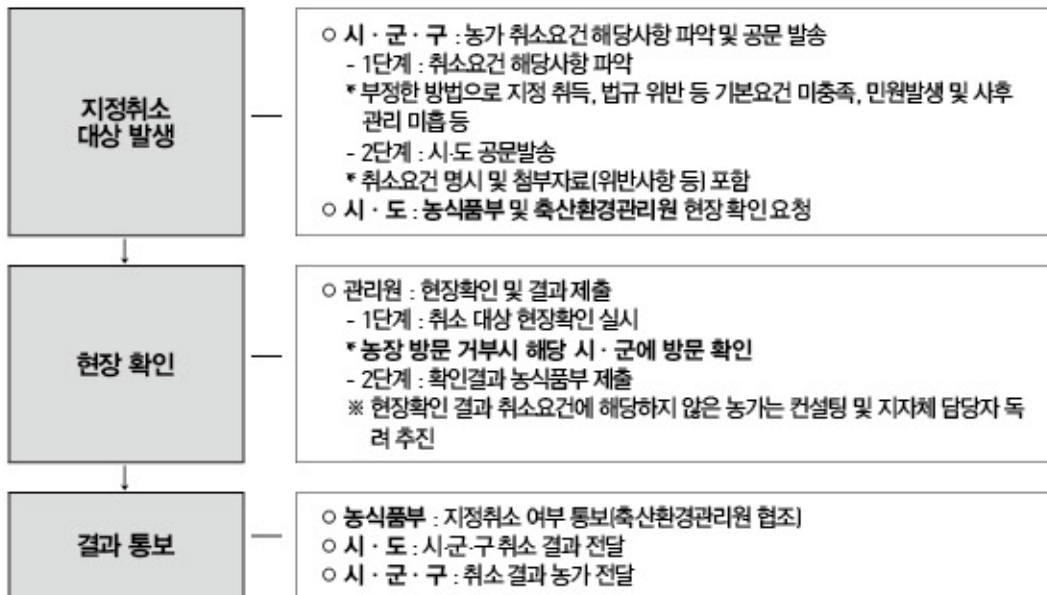 지정취소
대상 발생
○ 시 · 군 · 구 : 농가 취소요건 해당사항 파악 및 공문 발송
- 1단계 : 취소요건 해당사항 파악
* 부정한 방법으로 지정 취득, 법규 위반 등 기본요건 미충족, 민원발생 및 사후
관리 미흡 등
- 2단계 : 시·도 공문발송
* 취소요건 명시 및 첨부자료(위반사항 등) 포함
○ 시 · 도 : 농식품부 및 축산환경관리원 현장 확인 요청
↓
현장 확인
○ 관리원 : 현장확인 및 결과 제출
- 1단계 : 취소 대상 현장확인 실시
* 농장 방문 거부시 해당 시 · 군에 방문 확인
- 2단계 : 확인결과 농식품부 제출
※ 현장확인 결과 취소요건에 해당하지 않은 농가는 컨설팅 및 지자체 담당자 독
려 추진
↓
결과 통보
○ 농식품부 : 지정취소 여부 통보(축산환경관리원 협조)
○ 시 · 도 : 시·군·구 취소 결과 전달
○ 시 · 군 · 구 : 취소 결과 농가 전달